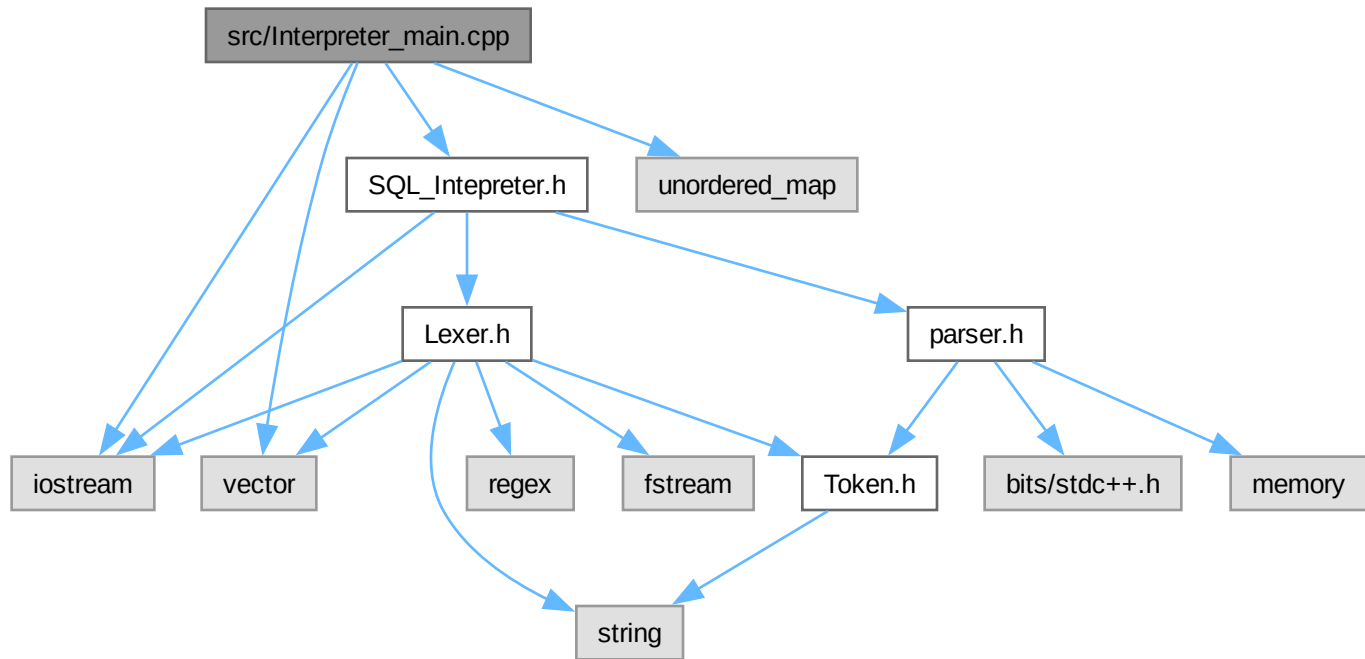 src/Interpreter_main.cpp
SQL_Intepreter.h
unordered_map
Lexer.h
parser.h
iostream
vector
regex
fstream
Token.h
bits/stdc++.h
memory
string